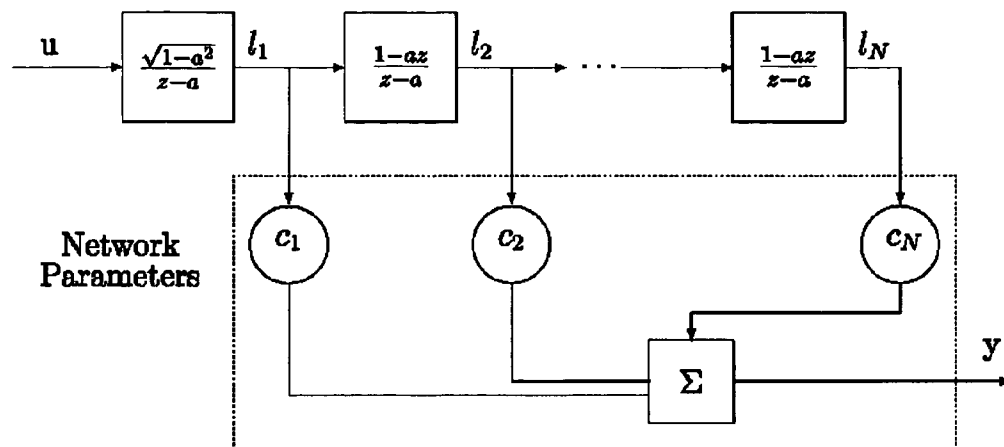 u
√1−a²
z−a
l₁
1−az
z−a
l₂
···
1−az
z−a
l_N
c₁
c₂
c_N
Network
Parameters
Σ
y